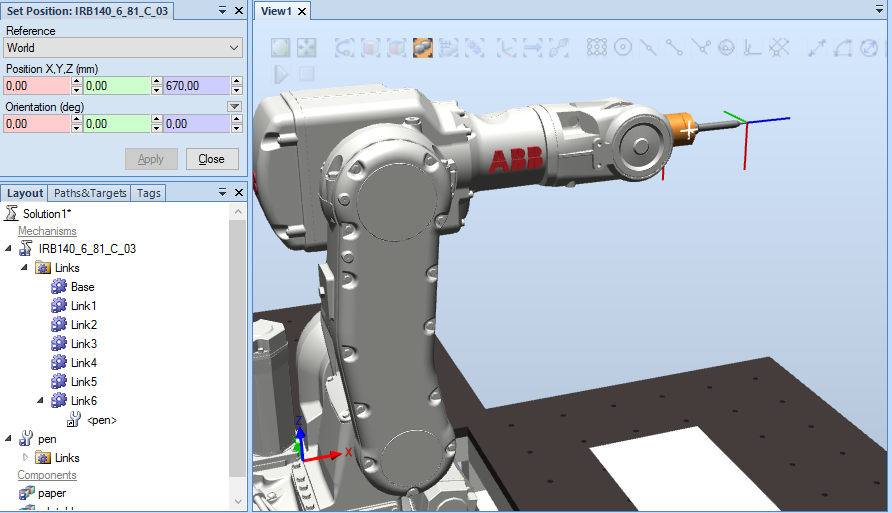 Set Position: IRB140_6_81_C_03
Reference
World
Position X,Y,Z (mm)
0,00
0,00
670,00
Orientation (deg)
0,00
0,00
0,00
Apply
Close
Layout
Paths&Targets
Tags
Solution1*
Mechanisms
IRB140_6_81_C_03
Links
Base
Link1
Link2
Link3
Link4
Link5
Link6
<pen>
pen
Links
Components
paper
View1
ABB
Z
X